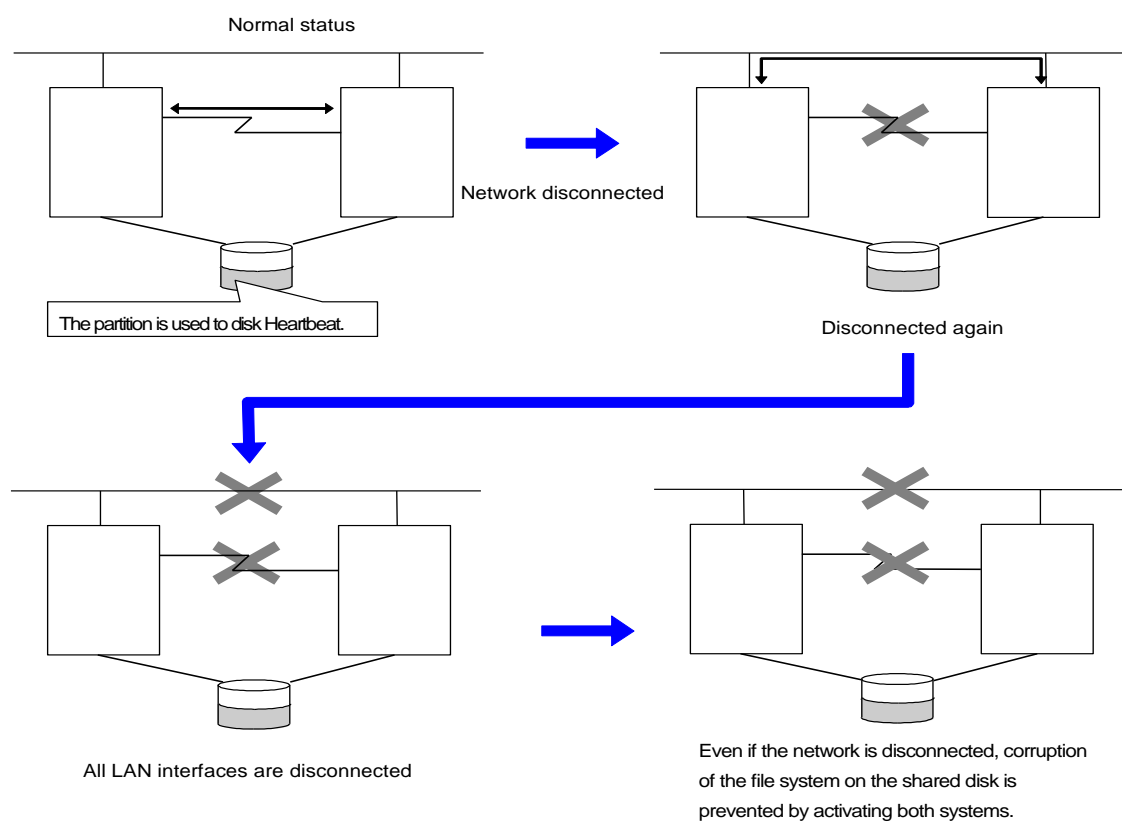 Normal status
Network disconnected
The partition is used to disk Heartbeat.
Disconnected again
All LAN interfaces are disconnected
Even if the network is disconnected, corruption
of the file system on the shared disk is
prevented by activating both systems.